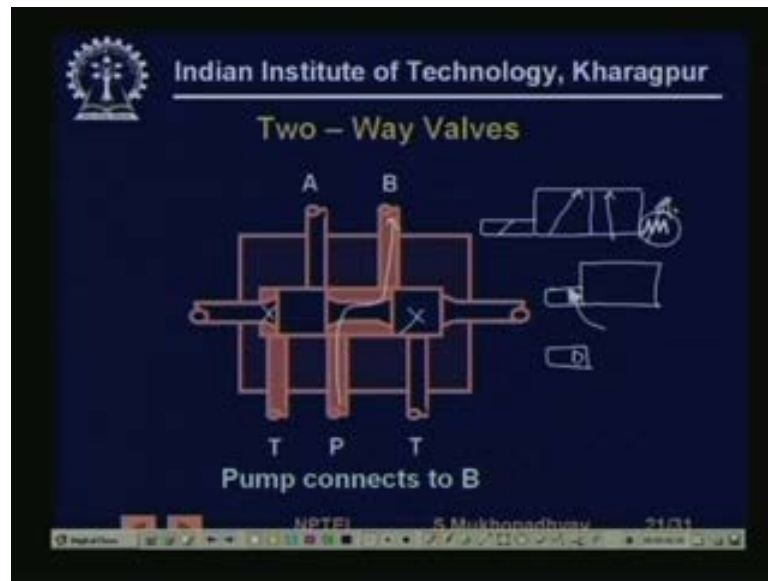 Indian Institute of Technology, Kharagpur
Two – Way Valves
A B
T P T
Pump connects to B
NPTEL S.Mukhopadhyay 21/31